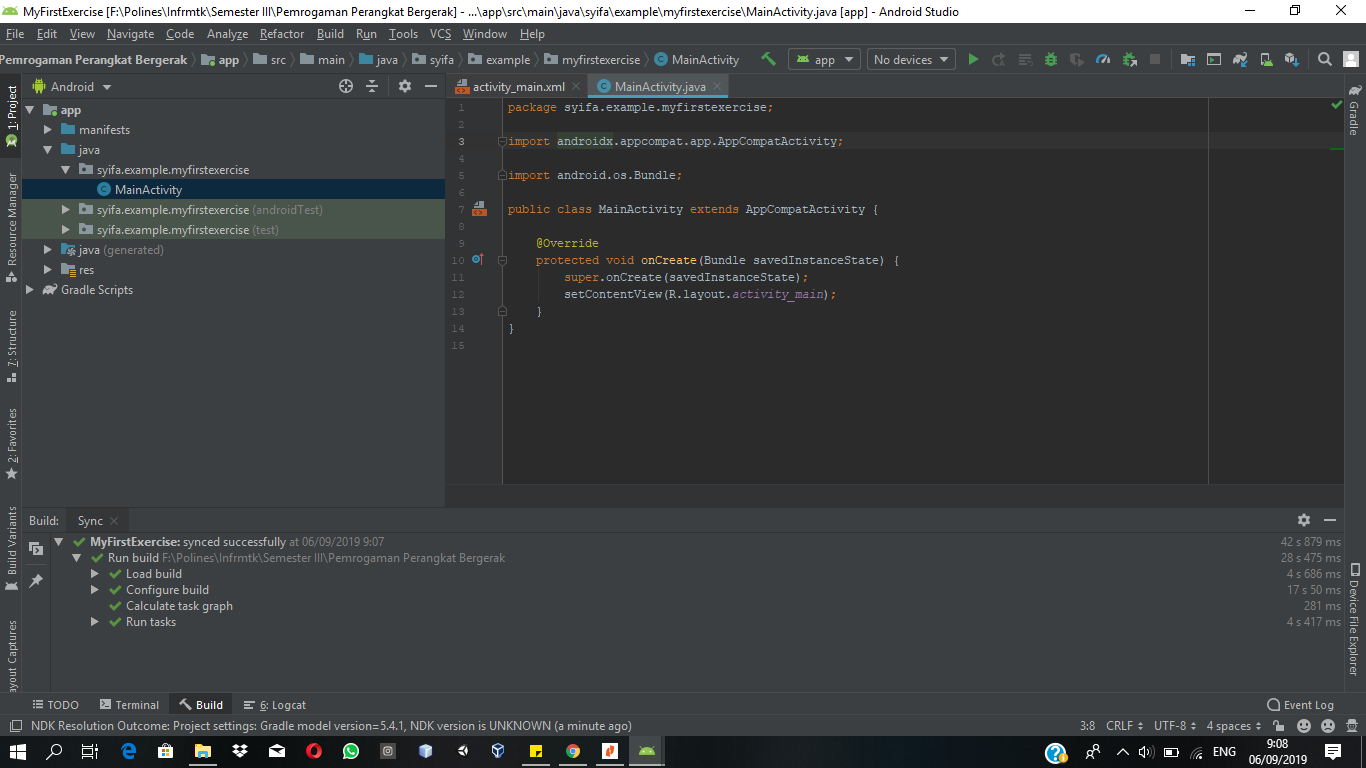 MyFirstExercise [F:\Polines\Infrmtk\Semester III\Pemrogaman Perangkat Bergerak] - ...\app\src\main\java\syifa\example\myfirstexercise\MainActivity.java [app] - Android Studio
File Edit View Navigate Code Analyze Refactor Build Run Tools VCS Window Help
Pemrogaman Perangkat Bergerak app src main java syifa example myfirstexercise MainActivity app No devices
Android
activity_main.xml MainActivity.java
1: Project
Resource Manager
7: Structure
2: Favorites
Build Variants
ayout Captures
app
manifests
java
syifa.example.myfirstexercise
MainActivity
syifa.example.myfirstexercise (androidTest)
syifa.example.myfirstexercise (test)
java (generated)
res
Gradle Scripts
1 package syifa.example.myfirstexercise;
2
3 import androidx.appcompat.app.AppCompatActivity;
4
5 import android.os.Bundle;
6
7 public class MainActivity extends AppCompatActivity {
8
9 @Override
10 protected void onCreate(Bundle savedInstanceState) {
11 super.onCreate(savedInstanceState);
12 setContentView(R.layout.activity_main);
13 }
14 }
15
Gradle
Device File Explorer
Build: Sync
MyFirstExercise: synced successfully at 06/09/2019 9:07 42 s 879 ms
Run build F:\Polines\Infrmtk\Semester III\Pemrogaman Perangkat Bergerak 28 s 475 ms
Load build 4 s 686 ms
Configure build 17 s 50 ms
Calculate task graph 281 ms
Run tasks 4 s 417 ms
TODO Terminal Build 6: Logcat Event Log
NDK Resolution Outcome: Project settings: Gradle model version=5.4.1, NDK version is UNKNOWN (a minute ago) 3:8 CRLF UTF-8 4 spaces
ENG 9:08
06/09/2019